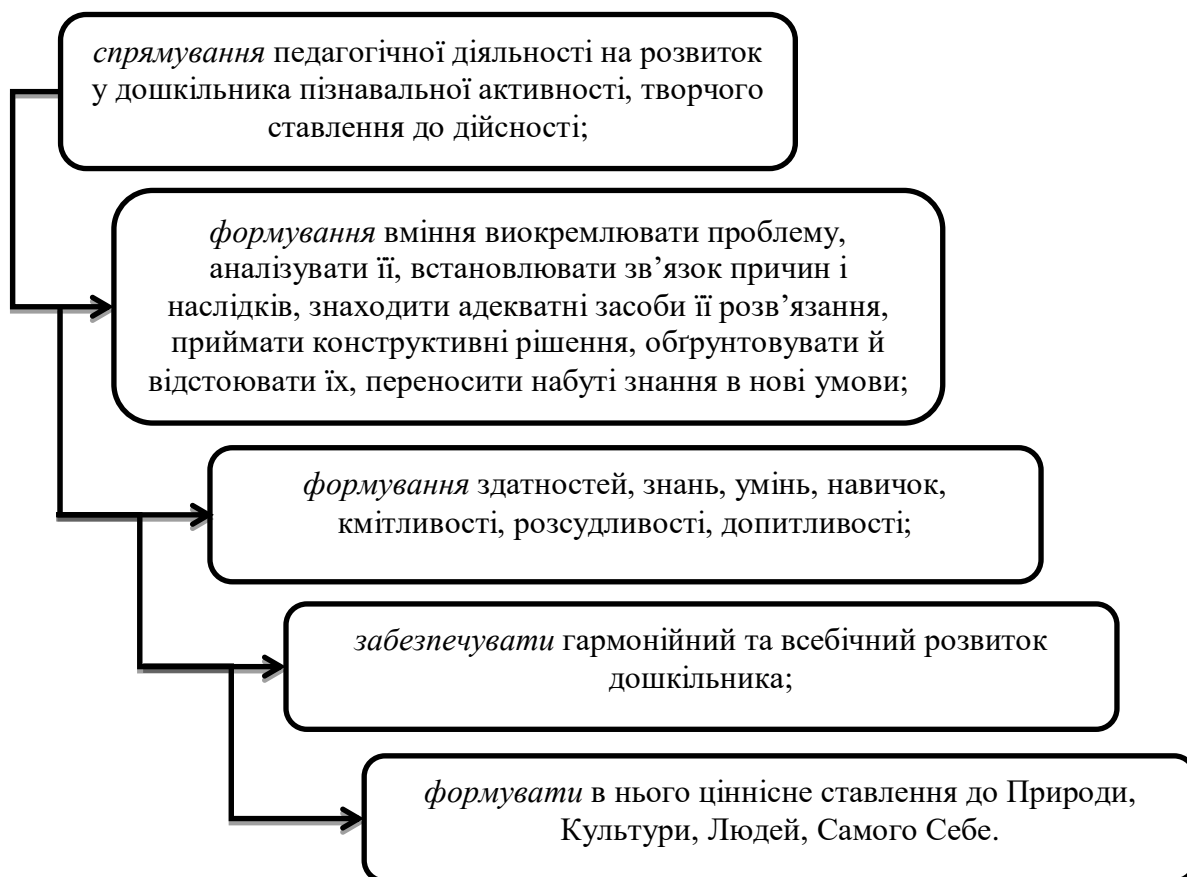 спрямування педагогічної діяльності на розвиток
у дошкільника пізнавальної активності, творчого
ставлення до дійсності;
формування вміння виокремлювати проблему,
аналізувати її, встановлювати зв’язок причин і
наслідків, знаходити адекватні засоби її розв’язання,
приймати конструктивні рішення, обґрунтовувати й
відстоювати їх, переносити набуті знання в нові умови;
формування здатностей, знань, умінь, навичок,
кмітливості, розсудливості, допитливості;
забезпечувати гармонійний та всебічний розвиток
дошкільника;
формувати в нього ціннісне ставлення до Природи,
Культури, Людей, Самого Себе.